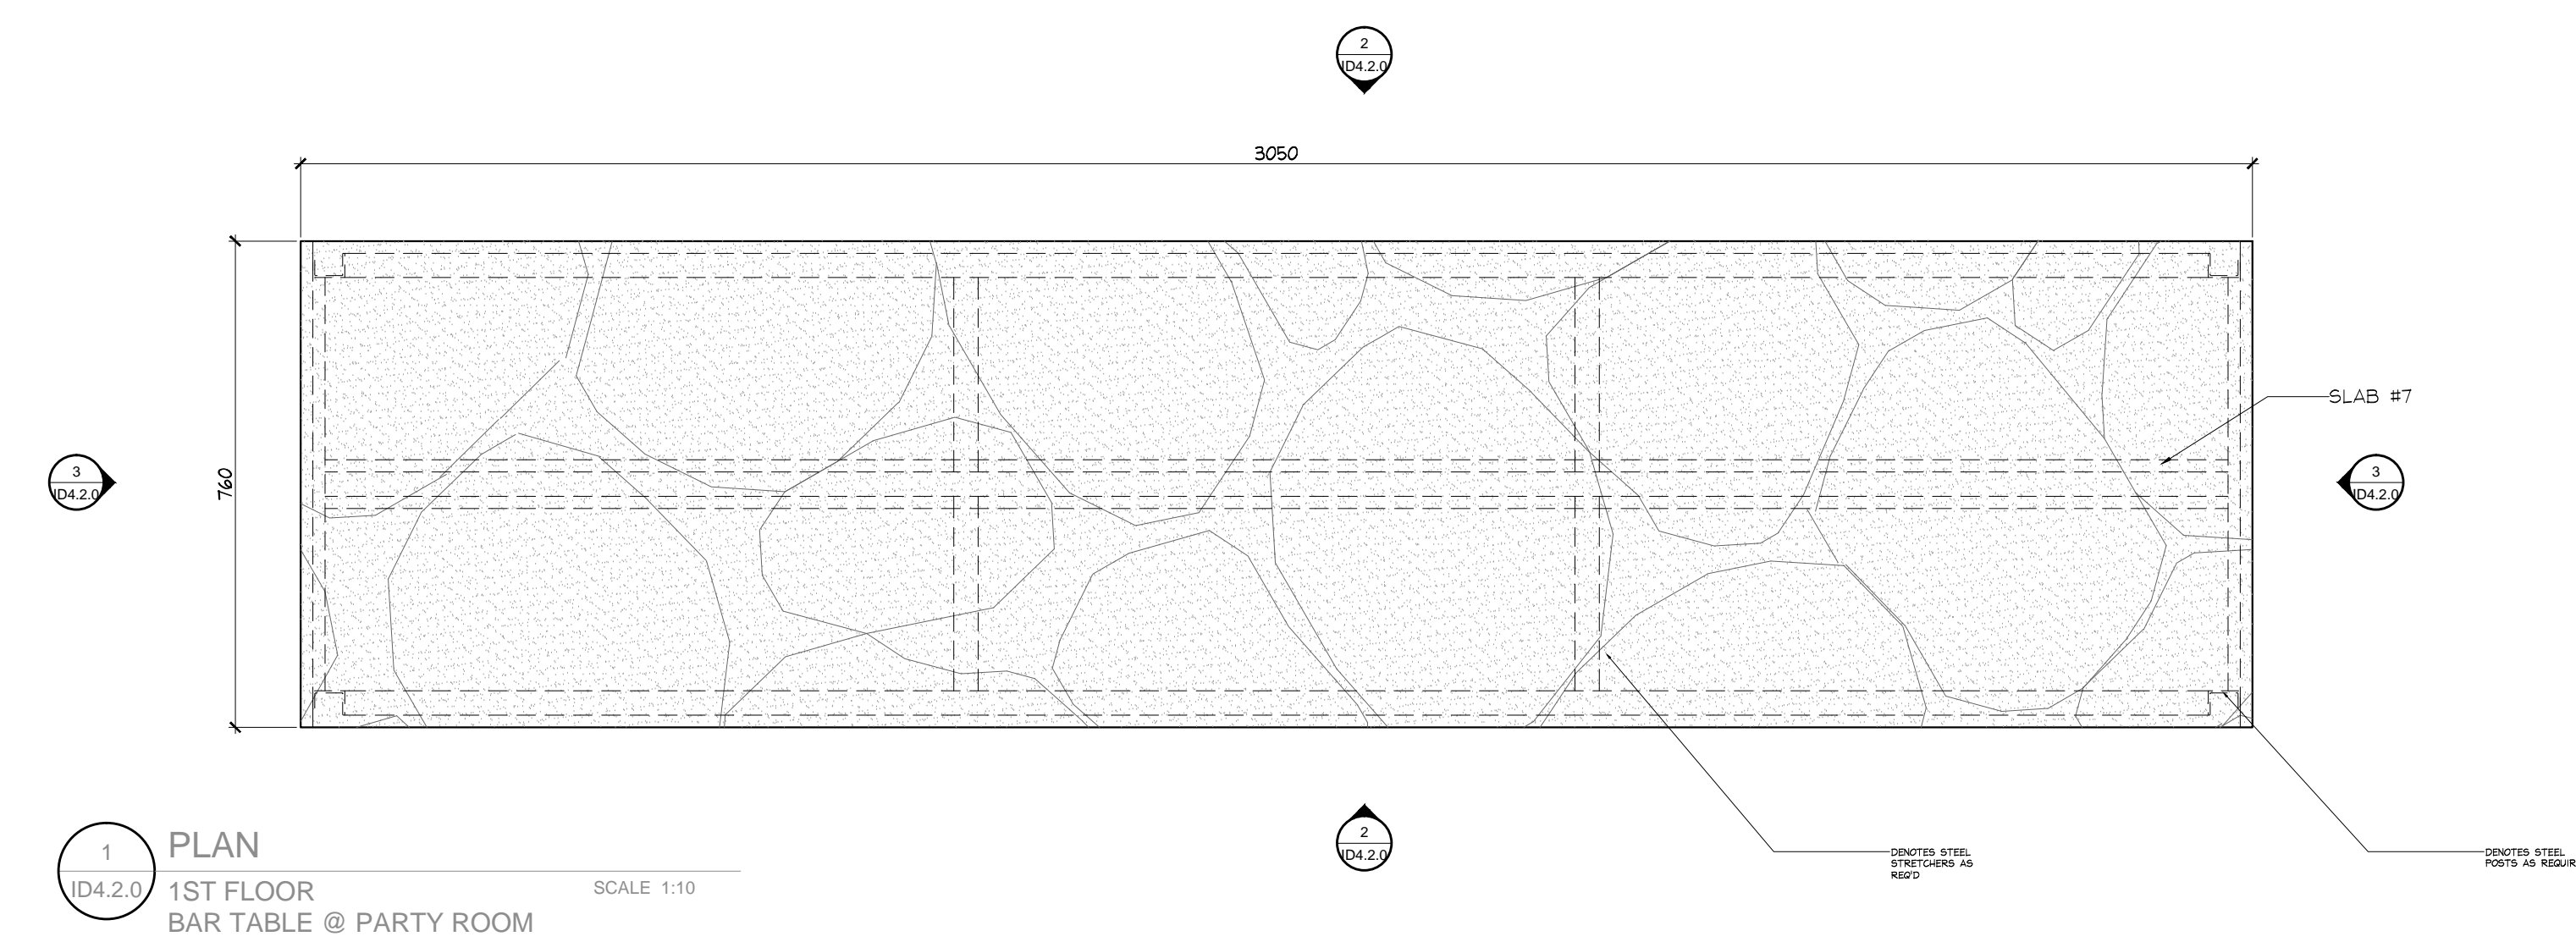 2
ID4.2.0
3050
SLAB #7
3
ID4.2.0
760
3
ID4.2.0
2
ID4.2.0
DENOTES STEEL
STRETCHERS AS
REQ'D
DENOTES STEEL
POSTS AS REQUIR
1
ID4.2.0
PLAN
1ST FLOOR
SCALE 1:10
BAR TABLE @ PARTY ROOM